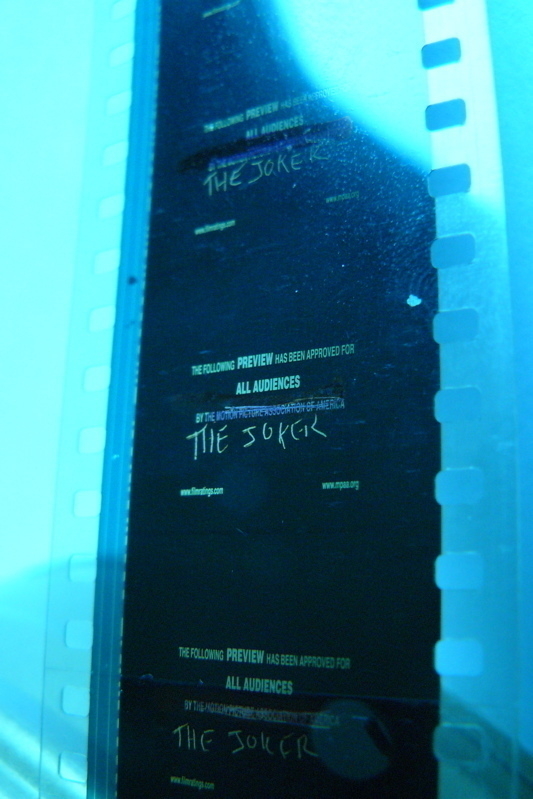 THE FOLLOWING PREVIEW HAS BEEN APPROVED
ALL AUDIENCES
THE JOKER
www.mpaa.org
www.filmratings.com
THE FOLLOWING PREVIEW HAS BEEN APPROVED FOR
ALL AUDIENCES
BY THE MOTION PICTURE ASSOCIATION OF AMERICA
THE JOKER
www.filmratings.com www.mpaa.org
THE FOLLOWING PREVIEW HAS BEEN APPROVED FOR
ALL AUDIENCES
BY THE MOTION PICTURE ASSOCIATION OF AMERICA
THE JOKER
www.filmratings.com